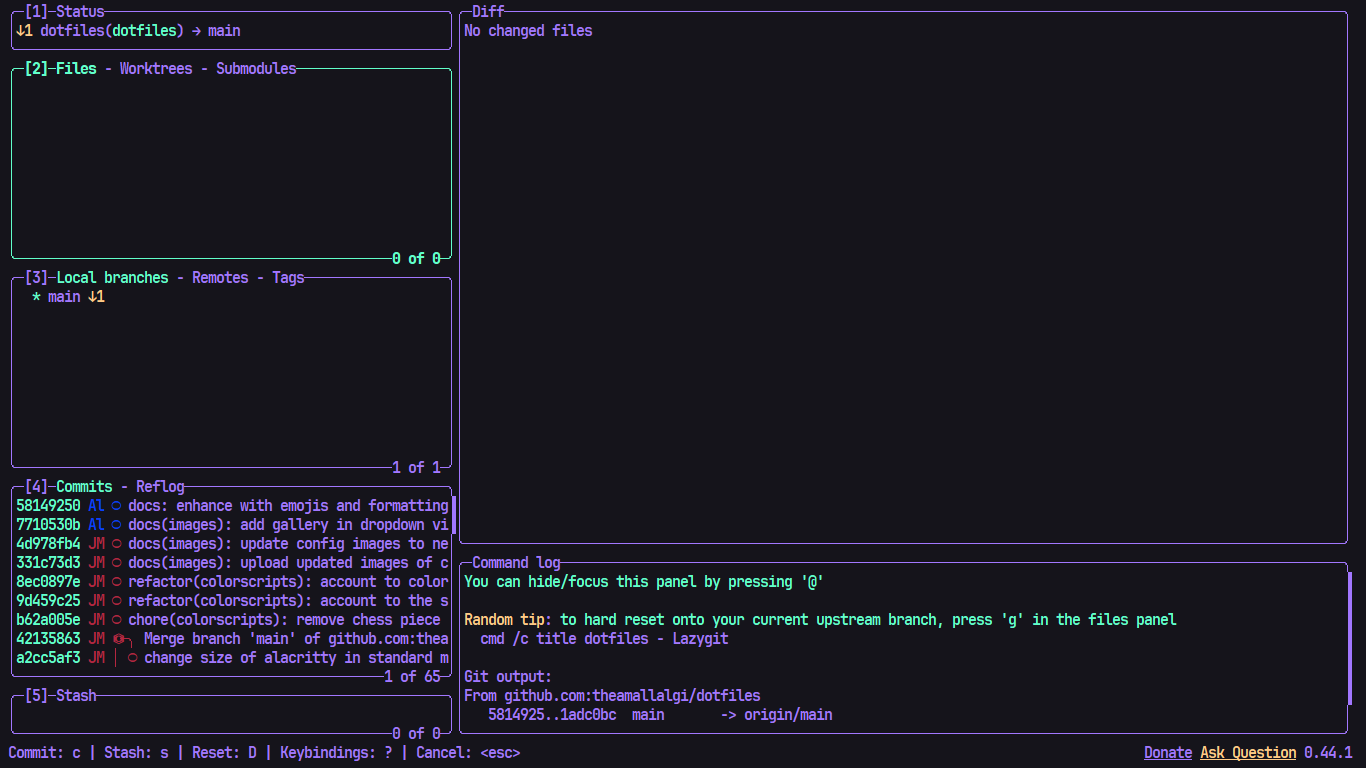 [1]-Status
↓1 dotfiles(dotfiles) → main
[2]-Files - Worktrees - Submodules
0 of 0
[3]-Local branches - Remotes - Tags
* main ↓1
1 of 1
[4]-Commits - Reflog
58149250 Al docs: enhance with emojis and formatting
7710530b Al docs(images): add gallery in dropdown vi
4d978fb4 JM docs(images): update config images to ne
331c73d3 JM docs(images): upload updated images of c
8ec0897e JM refactor(colorscripts): account to color
9d459c25 JM refactor(colorscripts): account to the s
b62a005e JM chore(colorscripts): remove chess piece
42135863 JM Merge branch 'main' of github.com:thea
a2cc5af3 JM change size of alacritty in standard m
1 of 65
[5]-Stash
0 of 0
Diff
No changed files
Command log
You can hide/focus this panel by pressing '@'
Random tip: to hard reset onto your current upstream branch, press 'g' in the files panel
cmd /c title dotfiles - Lazygit
Git output:
From github.com:theamallalgi/dotfiles
5814925..1adc0bc main -> origin/main
Commit: c | Stash: s | Reset: D | Keybindings: ? | Cancel: <esc>
Donate Ask Question 0.44.1